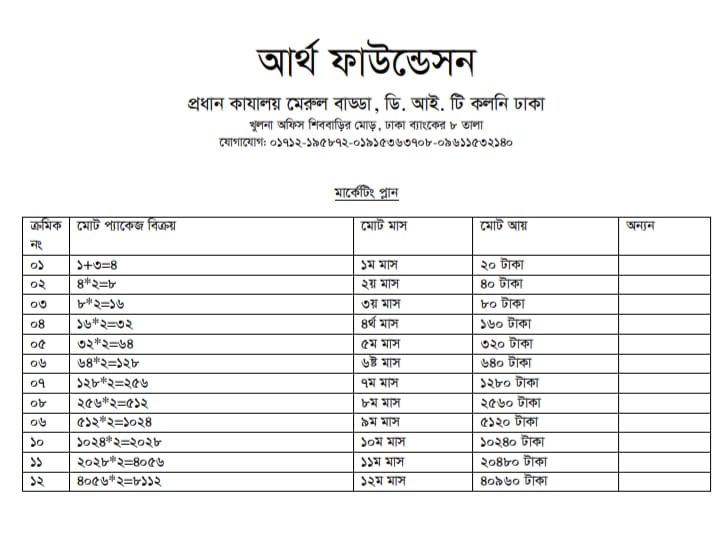 আর্থ ফাউন্ডেসন
প্রধান কাযালয় মেরুল বাড্ডা, ডি. আই. টি কলনি ঢাকা
খুলনা অফিস শিববাড়ির মোড়, ঢাকা ব্যাংকের ৮ তালা
যোগাযোগ: ০১৭১২-১৯৫৮৭২-০১৯১৫৩৬৩৭০৮-০৯৬১১৫৩২১৪০
মার্কেটিং প্লান
ক্রমিক নং মোট প্যাকেজ বিক্রয় মোট মাস মোট আয় অন্যন
০১ ১+৩=৪ ১ম মাস ২০ টাকা
০২ ৪*২=৮ ২য় মাস ৪০ টাকা
০৩ ৮*২=১৬ ৩য় মাস ৮০ টাকা
০৪ ১৬*২=৩২ ৪র্থ মাস ১৬০ টাকা
০৫ ৩২*২=৬৪ ৫ম মাস ৩২০ টাকা
০৬ ৬৪*২=১২৮ ৬ষ্ট মাস ৬৪০ টাকা
০৭ ১২৮*২=২৫৬ ৭ম মাস ১২৮০ টাকা
০৮ ২৫৬*২=৫১২ ৮ম মাস ২৫৬০ টাকা
০৬ ৫১২*২=১০২৪ ৯ম মাস ৫১২০ টাকা
১০ ১০২৪*২=২০২৮ ১০ম মাস ১০২৪০ টাকা
১১ ২০২৮*২=৪০৫৬ ১১ম মাস ২০৪৮০ টাকা
১২ ৪০৫৬*২=৮১১২ ১২ম মাস ৪০৯৬০ টাকা